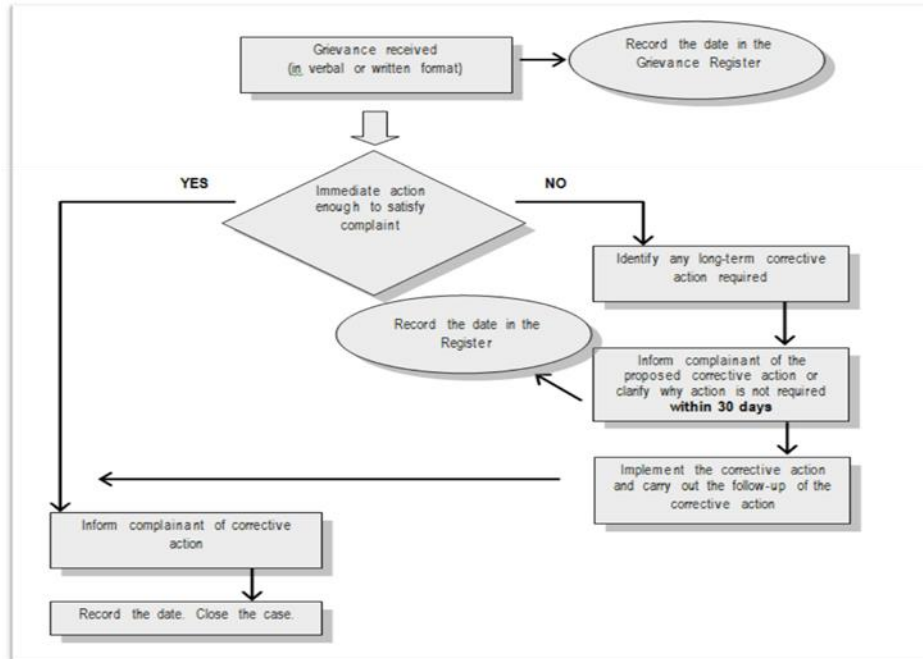 Grievance received
(in verbal or written format)
Record the date in the
Grievance Register
YES
Immediate action
enough to satisfy
complaint
NO
Identify any long-term corrective
action required
Record the date in the
Register
Inform complainant of the
proposed corrective action or
clarify why action is not required
within 30 days
Implement the corrective action
and carry out the follow-up of the
corrective action
Inform complainant of corrective
action
Record the date. Close the case.